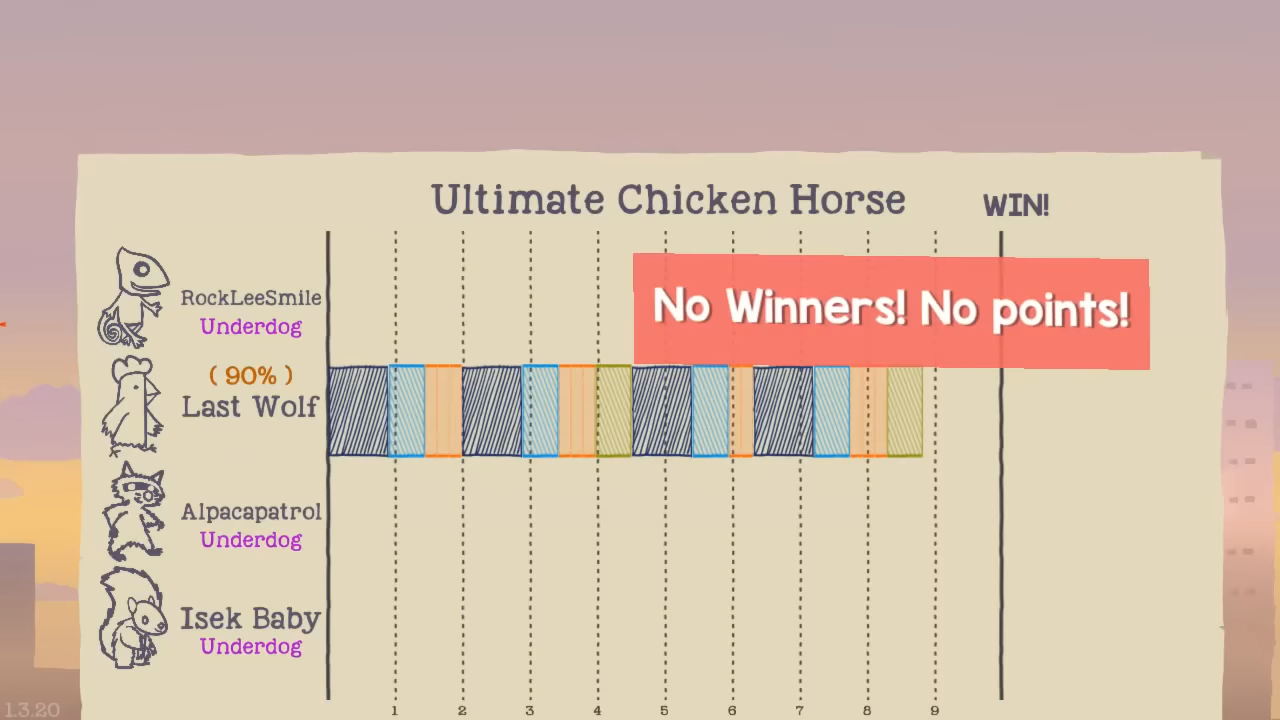 Ultimate Chicken Horse
WIN!
No Winners! No points!
RockLeeSmile
Underdog
( 90% )
Last Wolf
Alpacapatrol
Underdog
Isek Baby
Underdog
1 2 3 4 5 6 7 8 9
1.3.20